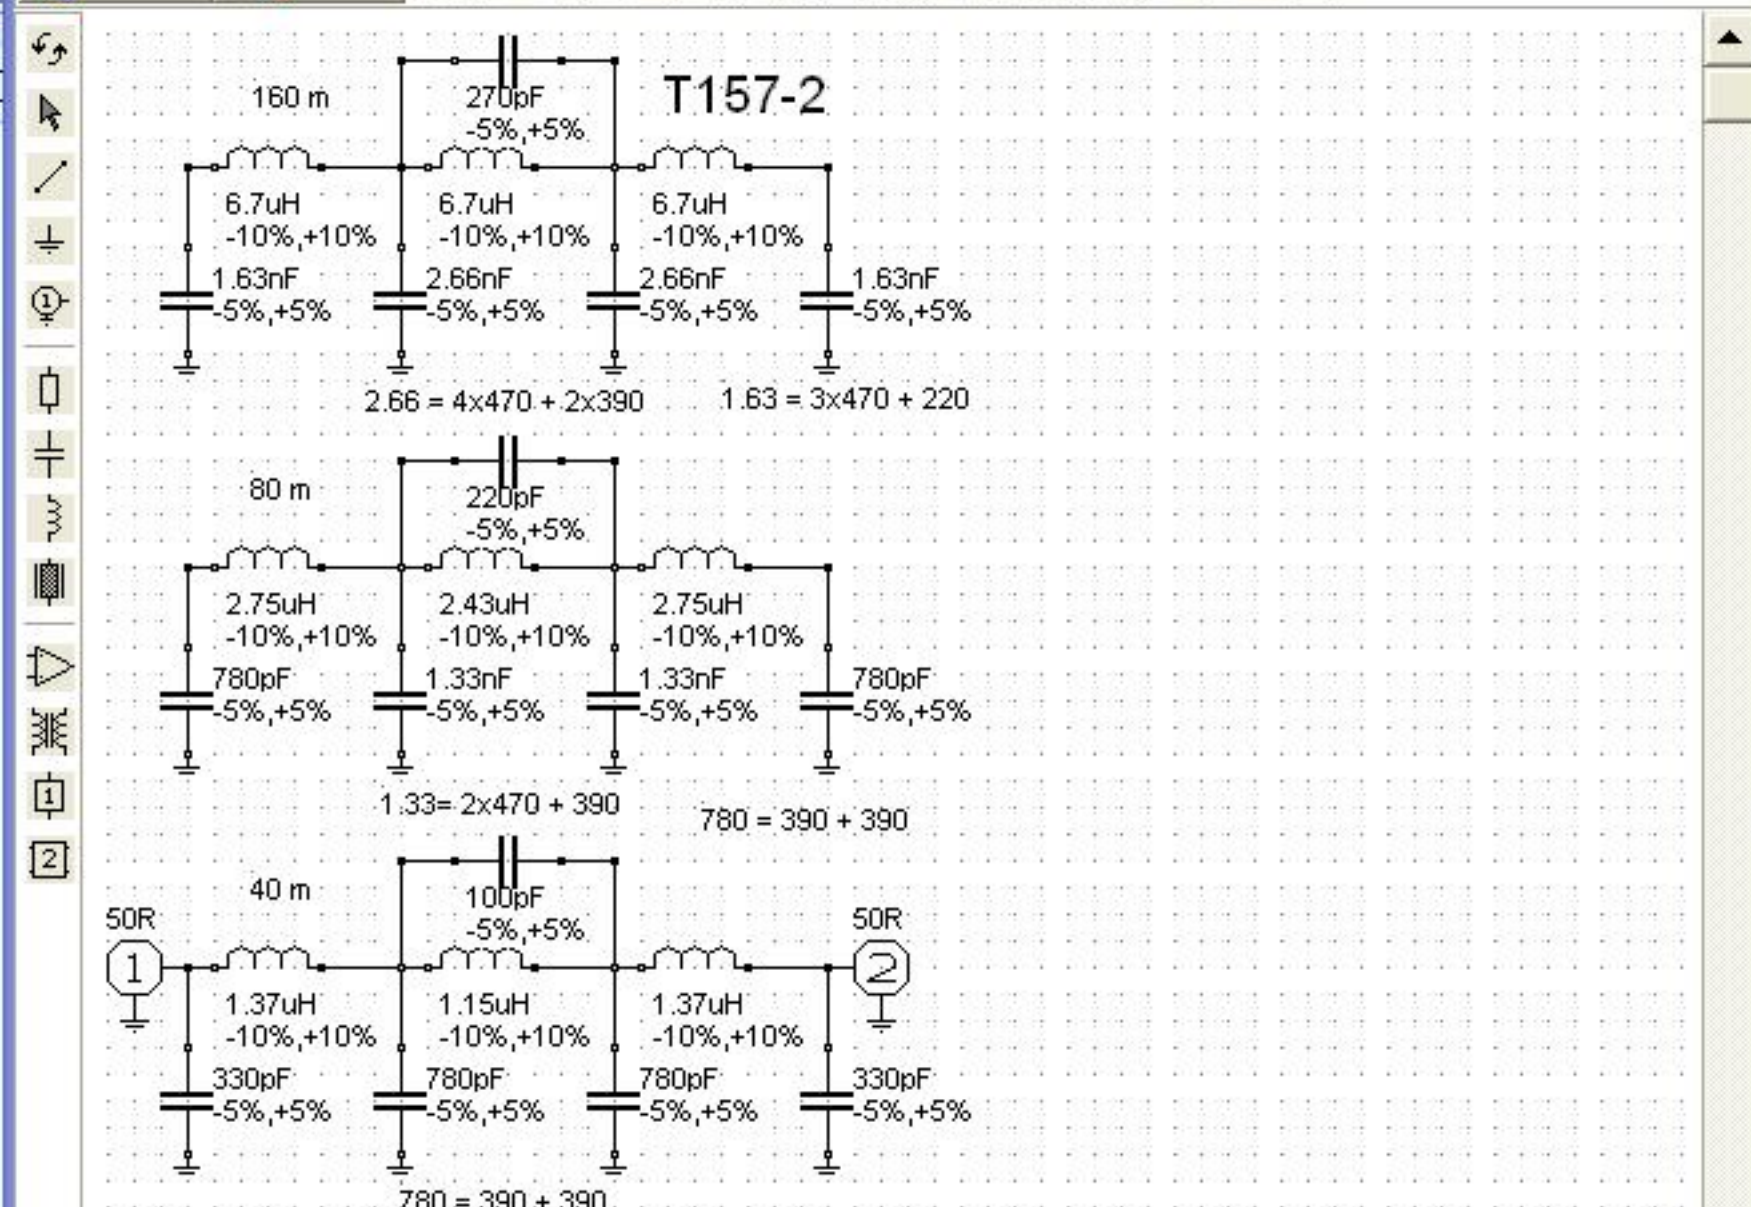 160 m
270pF
-5%,+5%
T157-2
6.7uH
-10%,+10%
6.7uH
-10%,+10%
6.7uH
-10%,+10%
1.63nF
-5%,+5%
2.66nF
-5%,+5%
2.66nF
-5%,+5%
1.63nF
-5%,+5%
2.66 = 4x470 + 2x390
1.63 = 3x470 + 220
80 m
220pF
-5%,+5%
2.75uH
-10%,+10%
2.43uH
-10%,+10%
2.75uH
-10%,+10%
780pF
-5%,+5%
1.33nF
-5%,+5%
1.33nF
-5%,+5%
780pF
-5%,+5%
1.33= 2x470 + 390
780 = 390 + 390
40 m
100pF
-5%,+5%
50R
1
50R
2
1.37uH
-10%,+10%
1.15uH
-10%,+10%
1.37uH
-10%,+10%
330pF
-5%,+5%
780pF
-5%,+5%
780pF
-5%,+5%
330pF
-5%,+5%
780 = 390 + 390
1
1
2